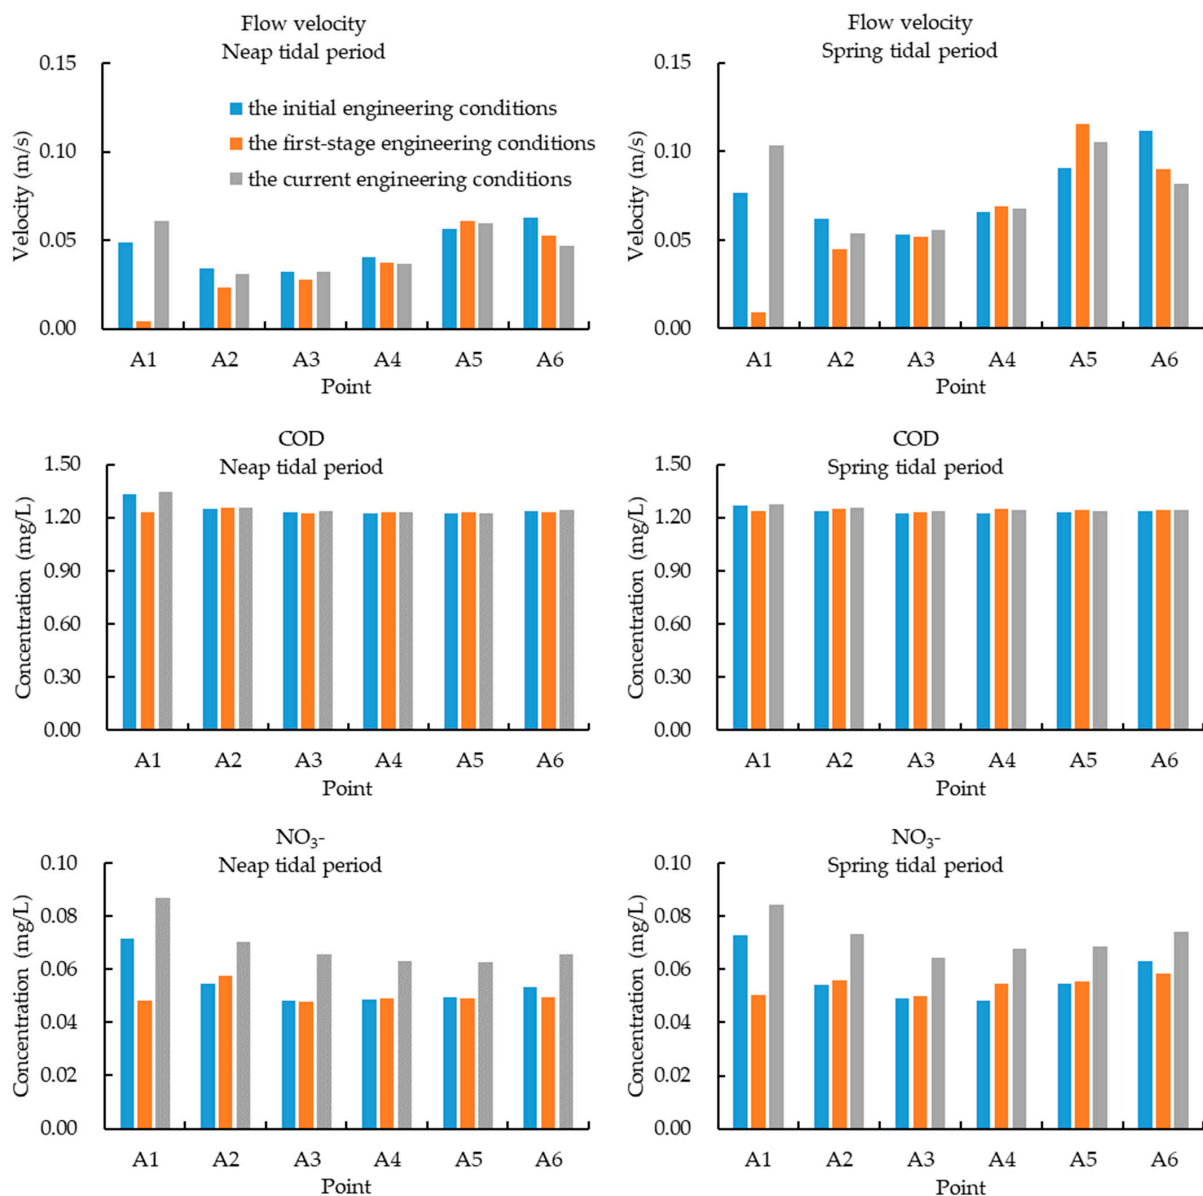 Flow velocity
Neap tidal period
0.15
0.10
0.05
0.00
Velocity (m/s)
the initial engineering conditions
the first-stage engineering conditions
the current engineering conditions
A1 A2 A3 A4 A5 A6
Point
Flow velocity
Spring tidal period
0.15
0.10
0.05
0.00
Velocity (m/s)
A1 A2 A3 A4 A5 A6
Point
COD
Neap tidal period
1.50
1.20
0.90
0.60
0.30
0.00
Concentration (mg/L)
A1 A2 A3 A4 A5 A6
Point
COD
Spring tidal period
1.50
1.20
0.90
0.60
0.30
0.00
Concentration (mg/L)
A1 A2 A3 A4 A5 A6
Point
NO₃-
Neap tidal period
0.10
0.08
0.06
0.04
0.02
0.00
Concentration (mg/L)
A1 A2 A3 A4 A5 A6
Point
NO₃-
Spring tidal period
0.10
0.08
0.06
0.04
0.02
0.00
Concentration (mg/L)
A1 A2 A3 A4 A5 A6
Point